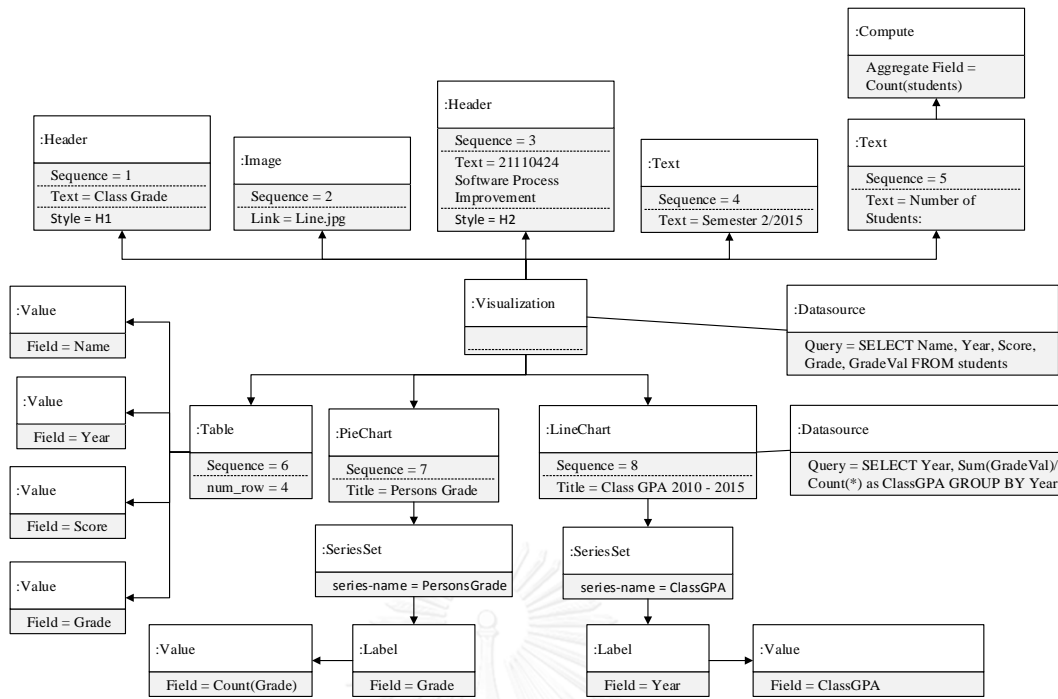 :Compute
Aggregate Field =
Count(students)
:Header
Sequence = 1
Text = Class Grade
Style = H1
:Image
Sequence = 2
Link = Line.jpg
:Header
Sequence = 3
Text = 21110424
Software Process
Improvement
Style = H2
:Text
Sequence = 4
Text = Semester 2/2015
:Text
Sequence = 5
Text = Number of
Students:
:Visualization
:Datasource
Query = SELECT Name, Year, Score,
Grade, GradeVal FROM students
:Value
Field = Name
:Value
Field = Year
:Value
Field = Score
:Value
Field = Grade
:Table
Sequence = 6
num_row = 4
:PieChart
Sequence = 7
Title = Persons Grade
:LineChart
Sequence = 8
Title = Class GPA 2010 - 2015
:Datasource
Query = SELECT Year, Sum(GradeVal)/
Count(*) as ClassGPA GROUP BY Year
:SeriesSet
series-name = PersonsGrade
:SeriesSet
series-name = ClassGPA
:Value
Field = Count(Grade)
:Label
Field = Grade
:Label
Field = Year
:Value
Field = ClassGPA